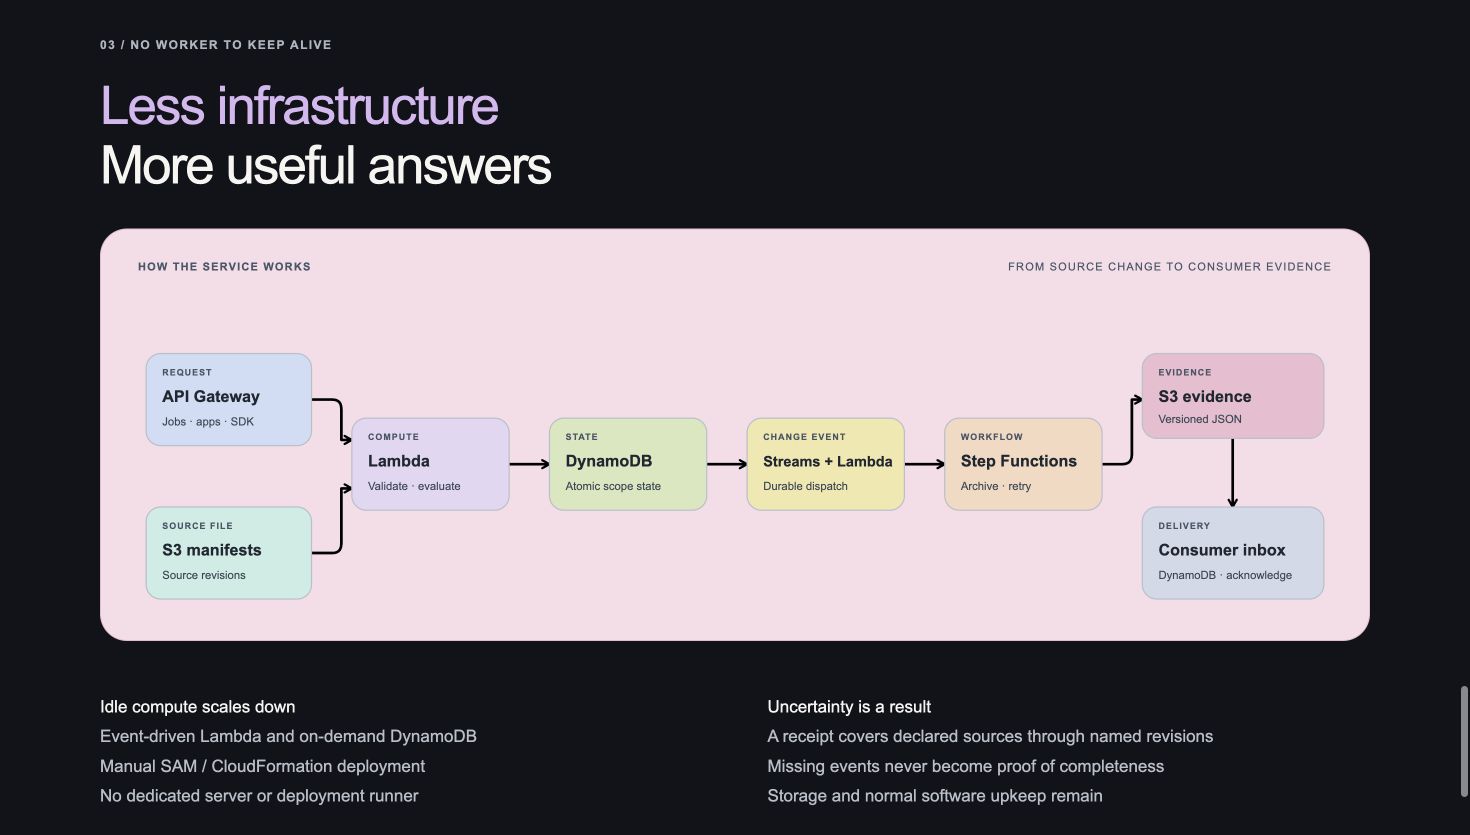 03 / NO WORKER TO KEEP ALIVE
Less infrastructure
More useful answers
HOW THE SERVICE WORKS
FROM SOURCE CHANGE TO CONSUMER EVIDENCE
REQUEST
API Gateway
Jobs · apps · SDK
SOURCE FILE
S3 manifests
Source revisions
COMPUTE
Lambda
Validate · evaluate
STATE
DynamoDB
Atomic scope state
CHANGE EVENT
Streams + Lambda
Durable dispatch
WORKFLOW
Step Functions
Archive · retry
EVIDENCE
S3 evidence
Versioned JSON
DELIVERY
Consumer inbox
DynamoDB · acknowledge
Idle compute scales down
Event-driven Lambda and on-demand DynamoDB
Manual SAM / CloudFormation deployment
No dedicated server or deployment runner
Uncertainty is a result
A receipt covers declared sources through named revisions
Missing events never become proof of completeness
Storage and normal software upkeep remain